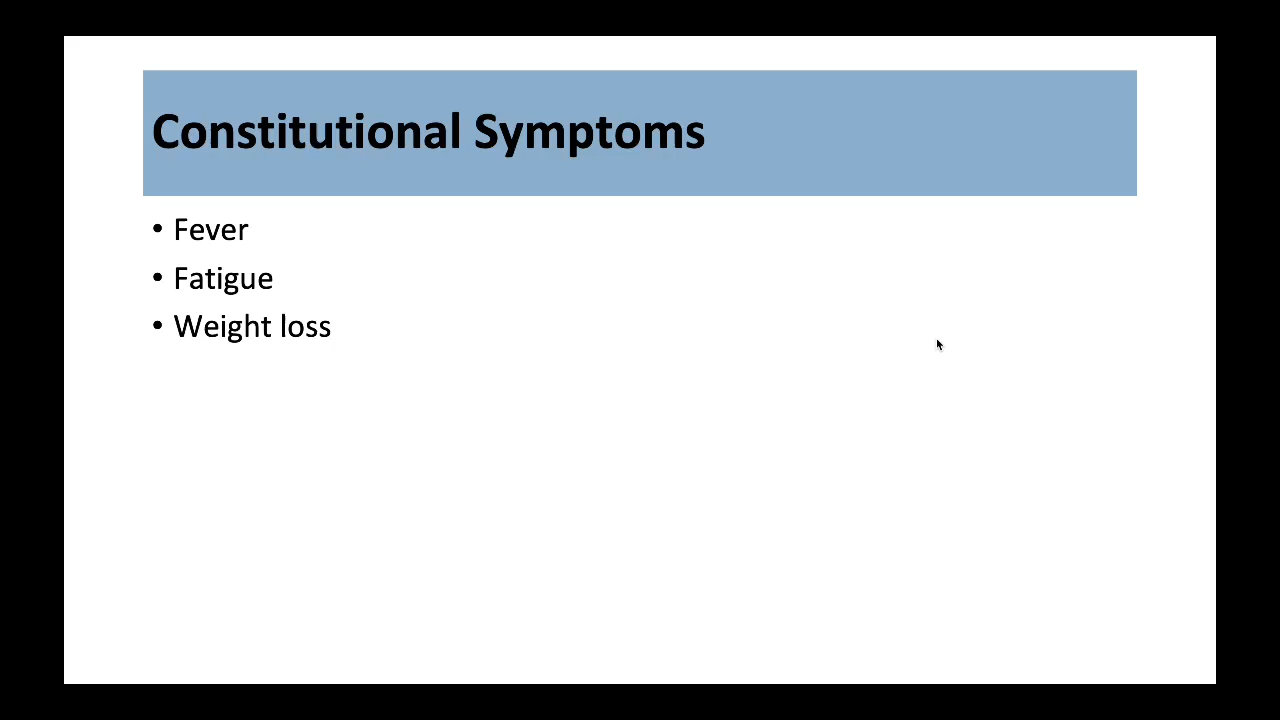 Constitutional Symptoms
• Fever
• Fatigue
• Weight loss